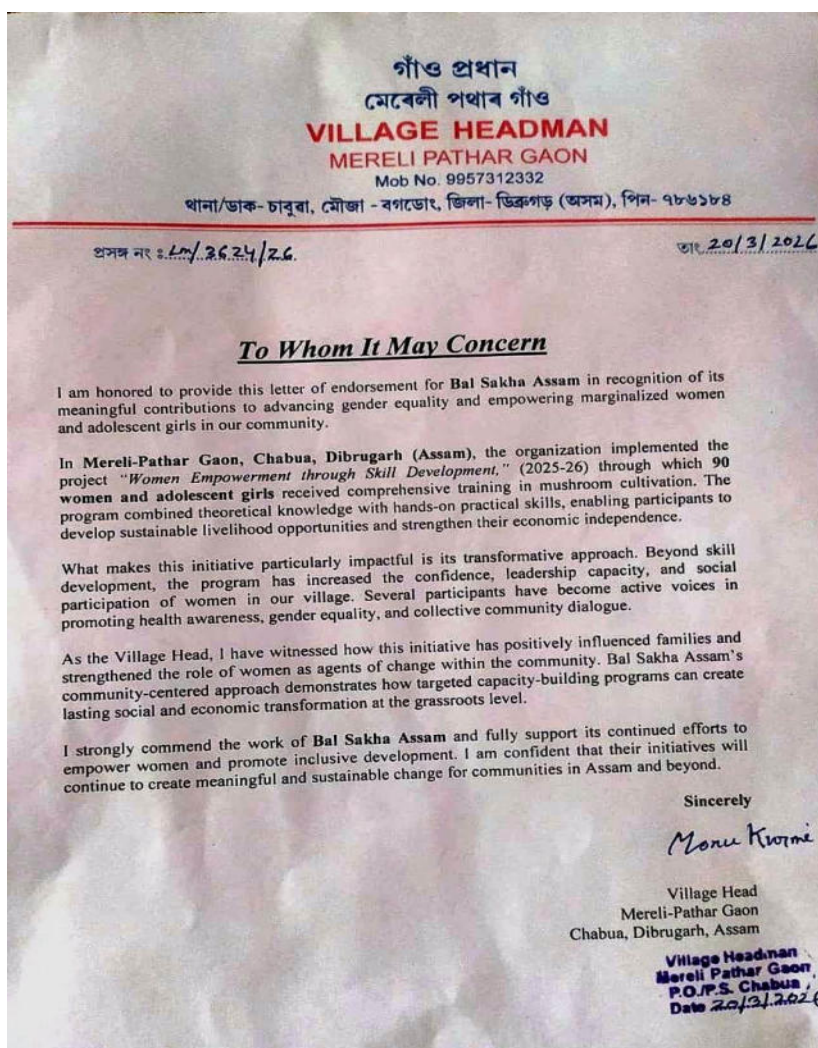 গাঁও প্ৰধান
মেৰেলী পথাৰ গাঁও
VILLAGE HEADMAN
MERELI PATHAR GAON
Mob No. 9957312332
থানা/ডাক- চাবুৱা, মৌজা - বগডোং, জিলা- ডিব্ৰুগড় (অসম), পিন- ৭৮৬১৮৪
প্ৰসঙ্গ নং : Lm/3624/26.
তাং 20/3/2026
To Whom It May Concern
I am honored to provide this letter of endorsement for Bal Sakha Assam in recognition of its
meaningful contributions to advancing gender equality and empowering marginalized women
and adolescent girls in our community.
In Mereli-Pathar Gaon, Chabua, Dibrugarh (Assam), the organization implemented the
project "Women Empowerment through Skill Development," (2025-26) through which 90
women and adolescent girls received comprehensive training in mushroom cultivation. The
program combined theoretical knowledge with hands-on practical skills, enabling participants to
develop sustainable livelihood opportunities and strengthen their economic independence.
What makes this initiative particularly impactful is its transformative approach. Beyond skill
development, the program has increased the confidence, leadership capacity, and social
participation of women in our village. Several participants have become active voices in
promoting health awareness, gender equality, and collective community dialogue.
As the Village Head, I have witnessed how this initiative has positively influenced families and
strengthened the role of women as agents of change within the community. Bal Sakha Assam's
community-centered approach demonstrates how targeted capacity-building programs can create
lasting social and economic transformation at the grassroots level.
I strongly commend the work of Bal Sakha Assam and fully support its continued efforts to
empower women and promote inclusive development. I am confident that their initiatives will
continue to create meaningful and sustainable change for communities in Assam and beyond.
Sincerely
Monu Kurmi
Village Head
Mereli-Pathar Gaon
Chabua, Dibrugarh, Assam
Village Headman
Mereli Pathar Gaon
P.O./P.S. Chabua
Date 20/3/2026